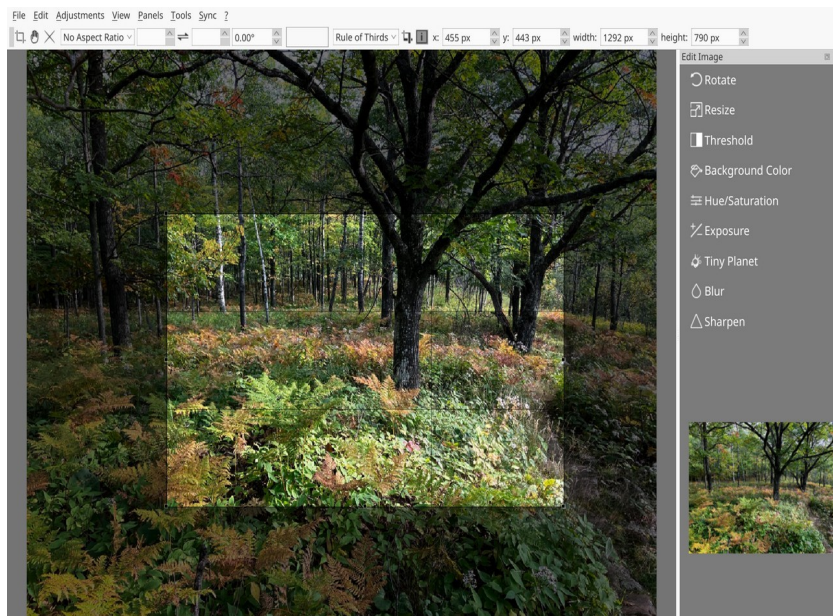 File Edit Adjustments View Panels Tools Sync ?
No Aspect Ratio 0.00° Rule of Thirds i x: 455 px y: 443 px width: 1292 px height: 790 px
Edit Image
Rotate
Resize
Threshold
Background Color
Hue/Saturation
Exposure
Tiny Planet
Blur
Sharpen